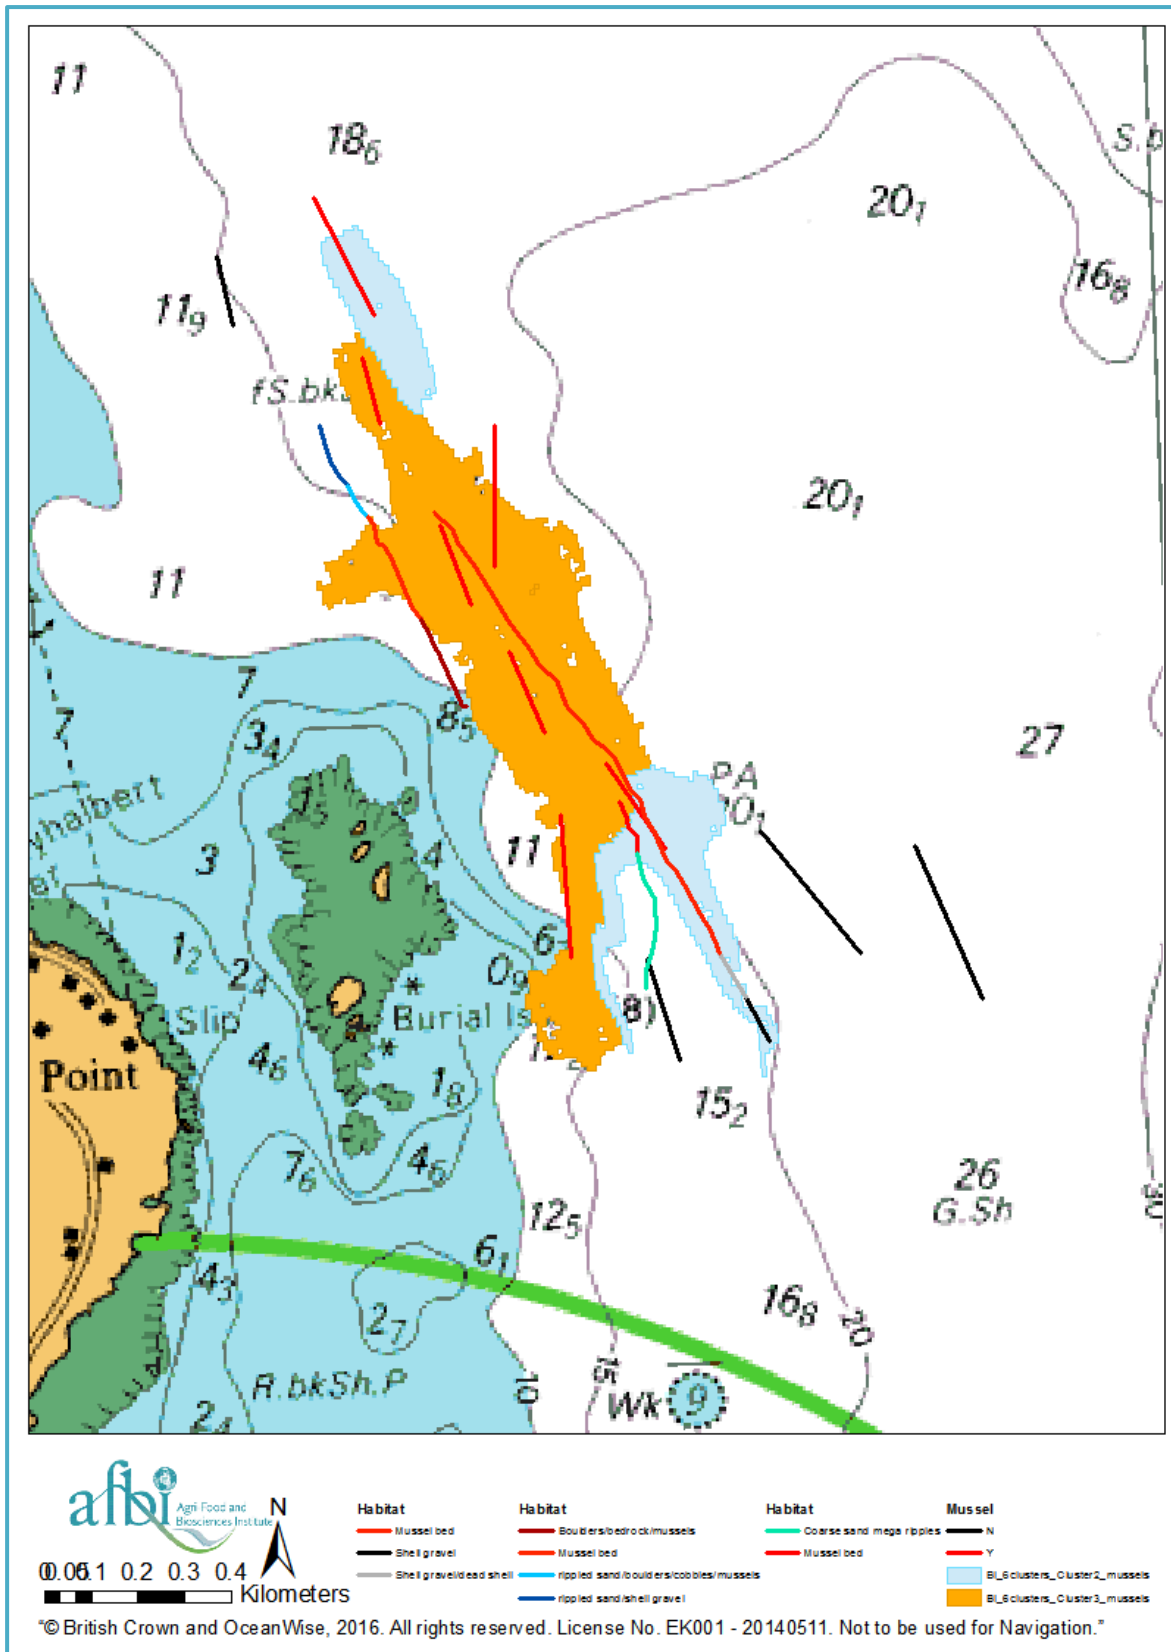 11
18₆
S.b
20₁
16₈
11₉
fS.bk.
20₁
11
7
8₅
7
3₄
27
PA
20₁
yhalbert
er
3
4
11
1₂
2₄
6
0₉
Slip
Burial Is
8)
Point
4₆
1₈
15₂
7₆
4₆
26
G.Sh
12₅
6₁
4₃
2₇
16₈
20
15
R.bkSh.P
10
Wk 9
2₄
afbi Agri-Food and
Biosciences Institute
N
0 0.05 0.1 0.2 0.3 0.4
Kilometers
Habitat
Mussel bed
Shell gravel
Shell gravel/dead shell
Habitat
Boulders/bedrock/mussels
Mussel bed
rippled sand/boulders/cobbles/mussels
rippled sand/shell gravel
Habitat
Coarse sand mega ripples
Mussel bed
Mussel
N
Y
BI_6clusters_Cluster2_mussels
BI_6clusters_Cluster3_mussels
"© British Crown and OceanWise, 2016. All rights reserved. License No. EK001 - 20140511. Not to be used for Navigation."